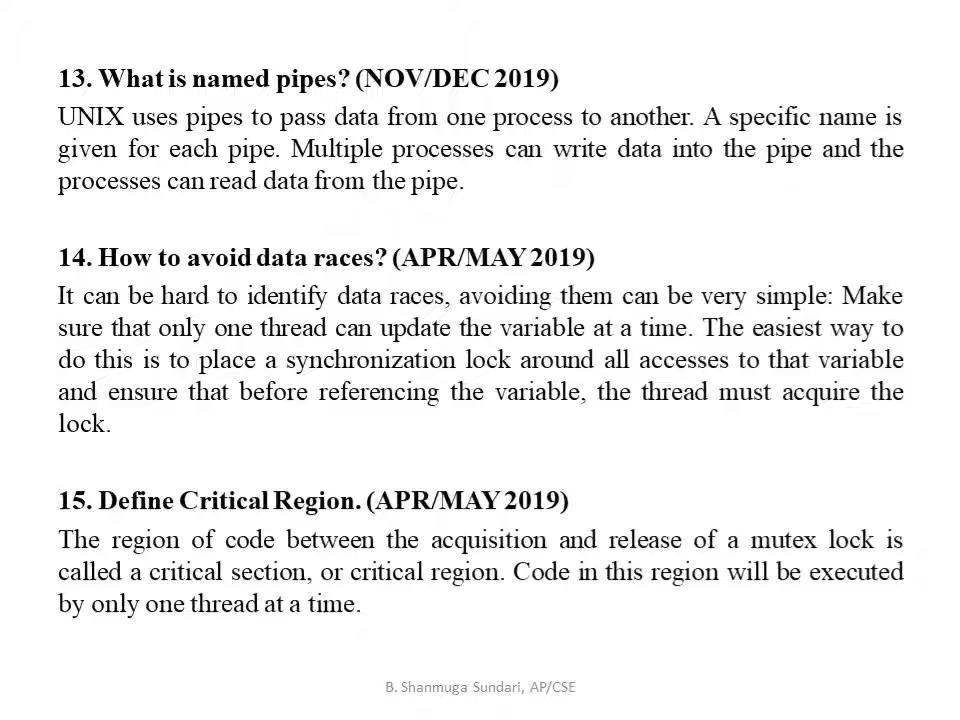 13. What is named pipes? (NOV/DEC 2019)
UNIX uses pipes to pass data from one process to another. A specific name is
given for each pipe. Multiple processes can write data into the pipe and the
processes can read data from the pipe.
14. How to avoid data races? (APR/MAY 2019)
It can be hard to identify data races, avoiding them can be very simple: Make
sure that only one thread can update the variable at a time. The easiest way to
do this is to place a synchronization lock around all accesses to that variable
and ensure that before referencing the variable, the thread must acquire the
lock.
15. Define Critical Region. (APR/MAY 2019)
The region of code between the acquisition and release of a mutex lock is
called a critical section, or critical region. Code in this region will be executed
by only one thread at a time.
B. Shanmuga Sundari, AP/CSE